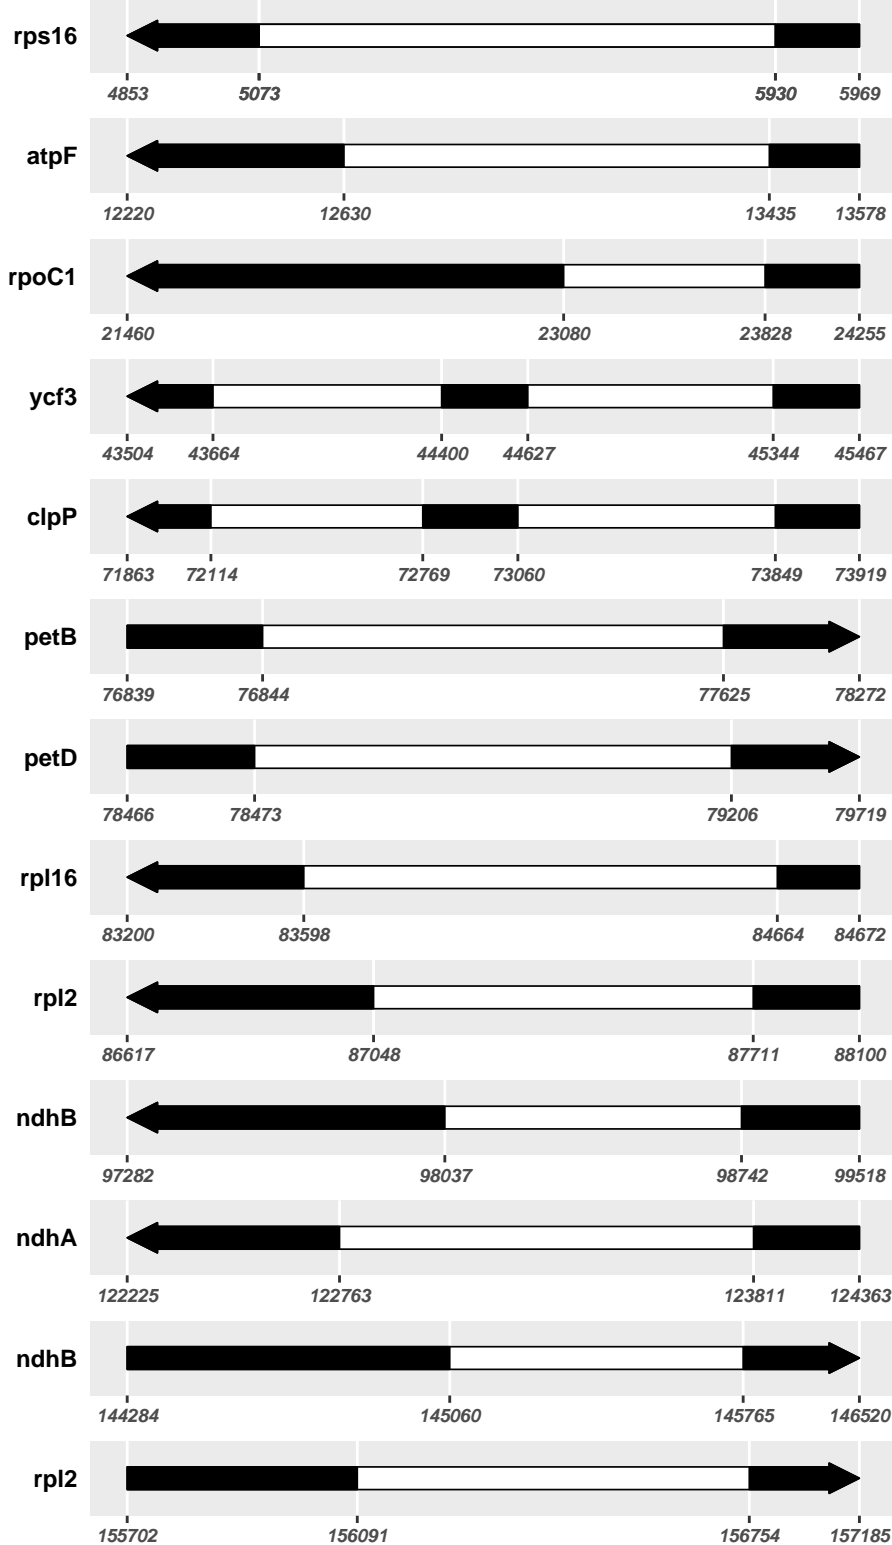 rps16
4853 5073 5930 5969
atpF
12220 12630 13435 13578
rpoC1
21460 23080 23828 24255
ycf3
43504 43664 44400 44627 45344 45467
clpP
71863 72114 72769 73060 73849 73919
petB
76839 76844 77625 78272
petD
78466 78473 79206 79719
rpl16
83200 83598 84664 84672
rpl2
86617 87048 87711 88100
ndhB
97282 98037 98742 99518
ndhA
122225 122763 123811 124363
ndhB
144284 145060 145765 146520
rpl2
155702 156091 156754 157185